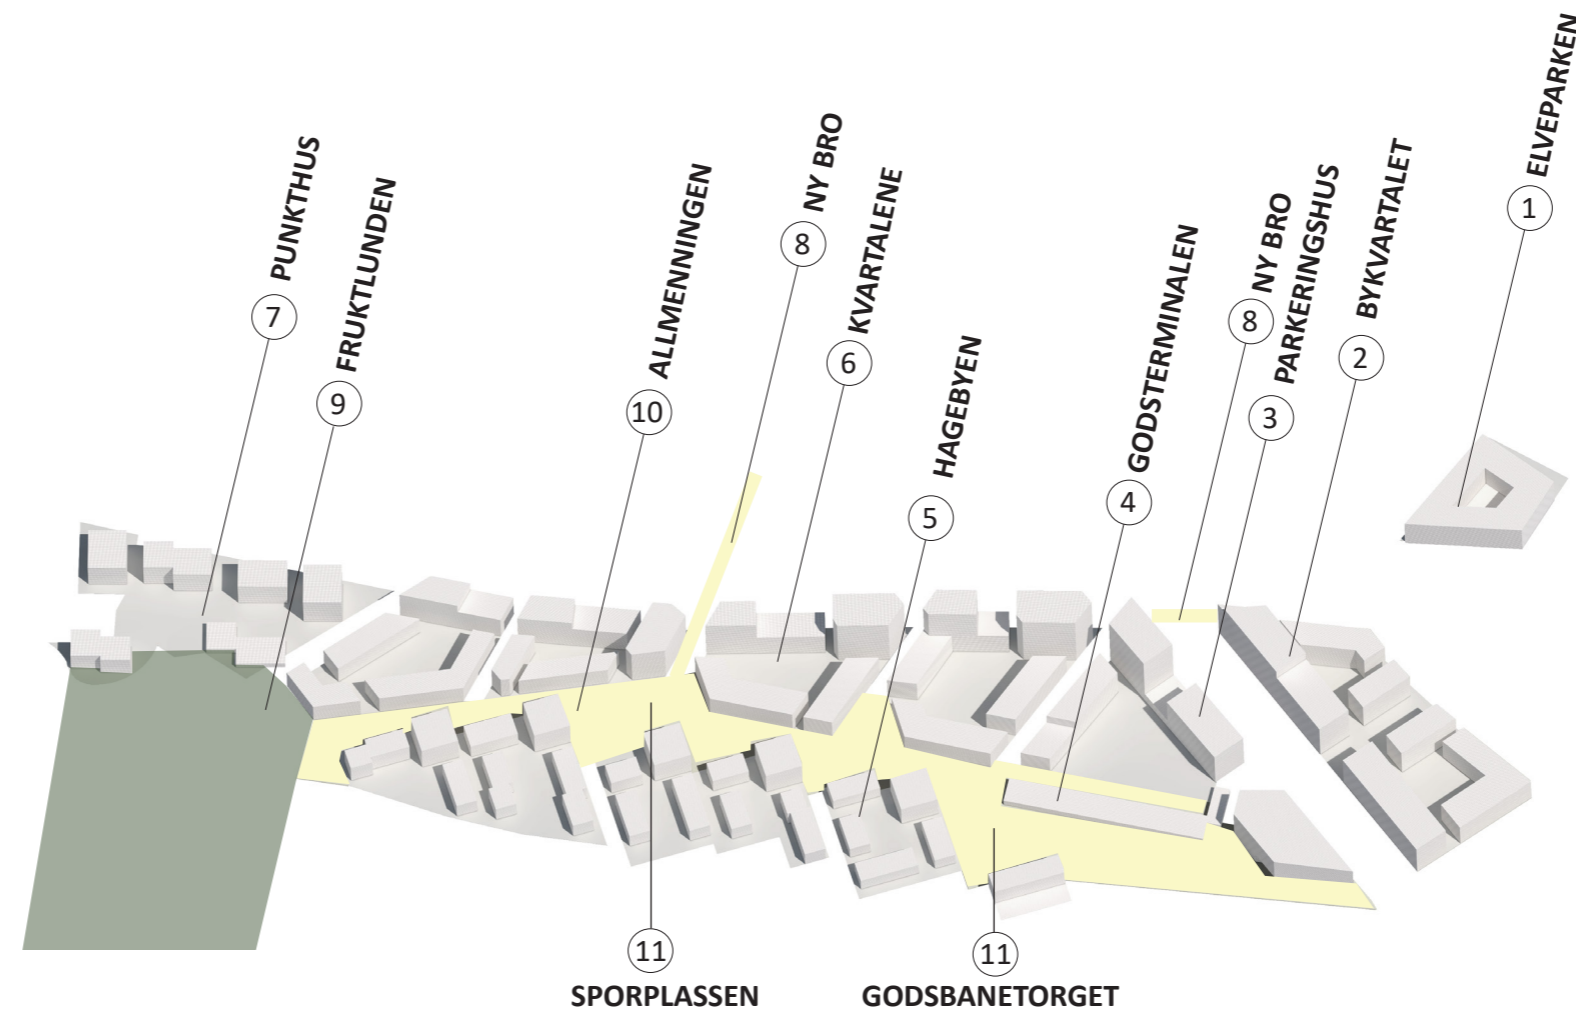 7 PUNKTHUS
9 FRUKTLUNDEN
10 ALLMENNINGEN
8 NY BRO
6 KVARTALENE
5 HAGEBYEN
4 GODSTERMINALEN
8 NY BRO
3 PARKERINGSHUS
2 BYKVARTALET
1 ELVEPARKEN
11
SPORPLASSEN
11
GODSBANETORGET